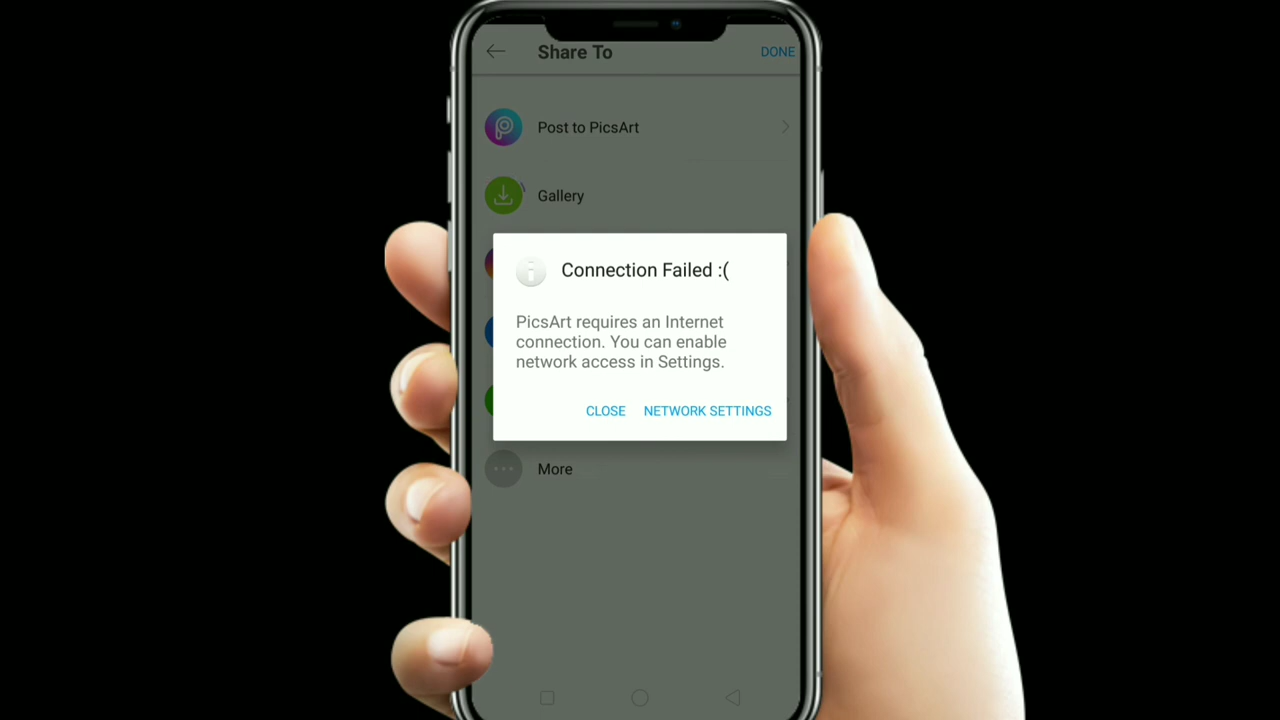 Share To
DONE
Post to PicsArt
Gallery
Connection Failed :(
PicsArt requires an Internet
connection. You can enable
network access in Settings.
CLOSE
NETWORK SETTINGS
More